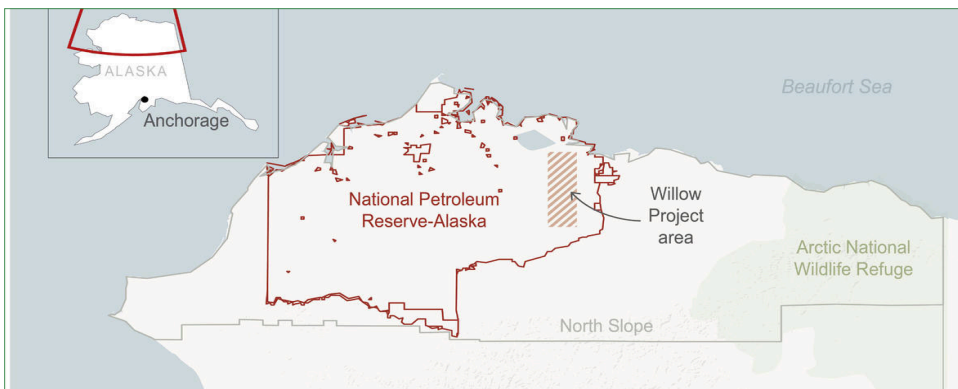 ALASKA
Anchorage
Beaufort Sea
National Petroleum
Reserve-Alaska
Willow
Project
area
Arctic National
Wildlife Refuge
North Slope